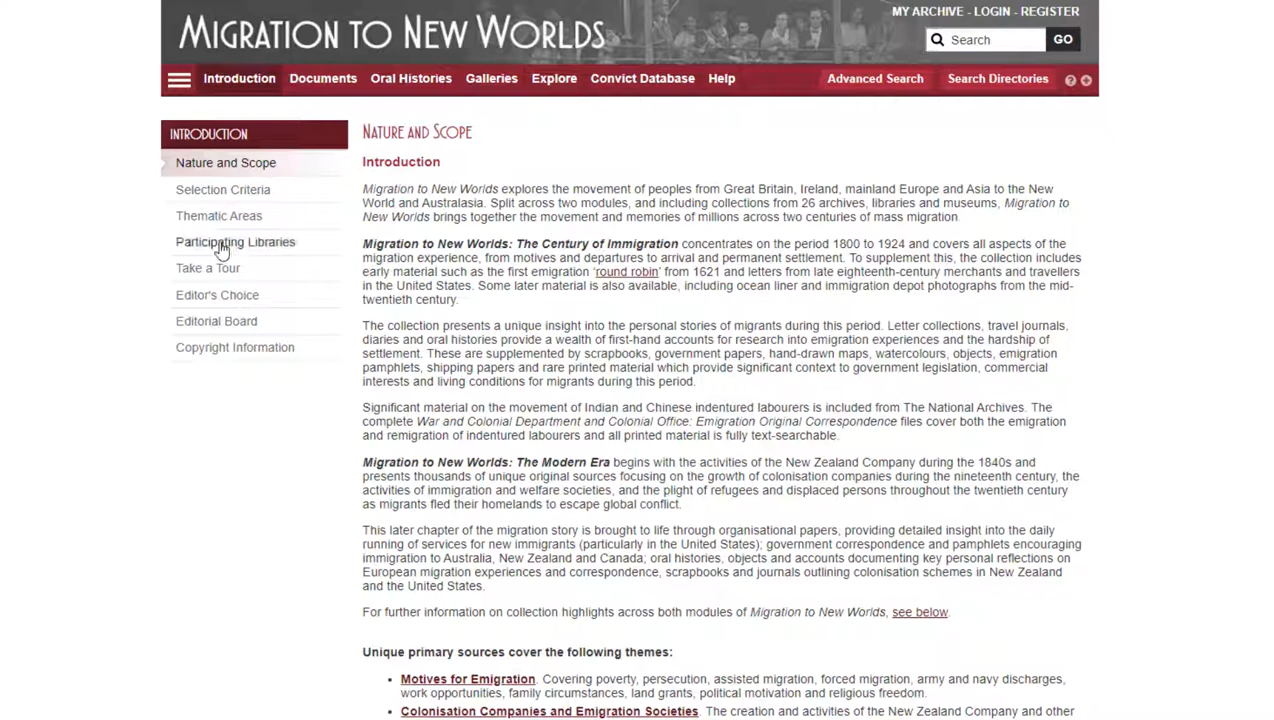 MIGRATION TO NEW WORLDS
MY ARCHIVE - LOGIN - REGISTER
Search GO
Introduction Documents Oral Histories Galleries Explore Convict Database Help Advanced Search Search Directories
INTRODUCTION
Nature and Scope
Selection Criteria
Thematic Areas
Participating Libraries
Take a Tour
Editor's Choice
Editorial Board
Copyright Information
NATURE AND SCOPE
Introduction
Migration to New Worlds explores the movement of peoples from Great Britain, Ireland, mainland Europe and Asia to the New
World and Australasia. Split across two modules, and including collections from 26 archives, libraries and museums, Migration to
New Worlds brings together the movement and memories of millions across two centuries of mass migration
Migration to New Worlds: The Century of Immigration concentrates on the period 1800 to 1924 and covers all aspects of the
migration experience, from motives and departures to arrival and permanent settlement. To supplement this, the collection includes
early material such as the first emigration ‘round robin’ from 1621 and letters from late eighteenth-century merchants and travellers
in the United States. Some later material is also available, including ocean liner and immigration depot photographs from the mid-
twentieth century.
The collection presents a unique insight into the personal stories of migrants during this period. Letter collections, travel journals,
diaries and oral histories provide a wealth of first-hand accounts for research into emigration experiences and the hardship of
settlement. These are supplemented by scrapbooks, government papers, hand-drawn maps, watercolours, objects, emigration
pamphlets, shipping papers and rare printed material which provide significant context to government legislation, commercial
interests and living conditions for migrants during this period.
Significant material on the movement of Indian and Chinese indentured labourers is included from The National Archives. The
complete War and Colonial Department and Colonial Office: Emigration Original Correspondence files cover both the emigration
and remigration of indentured labourers and all printed material is fully text-searchable.
Migration to New Worlds: The Modern Era begins with the activities of the New Zealand Company during the 1840s and
presents thousands of unique original sources focusing on the growth of colonisation companies during the nineteenth century, the
activities of immigration and welfare societies, and the plight of refugees and displaced persons throughout the twentieth century
as migrants fled their homelands to escape global conflict.
This later chapter of the migration story is brought to life through organisational papers, providing detailed insight into the daily
running of services for new immigrants (particularly in the United States); government correspondence and pamphlets encouraging
immigration to Australia, New Zealand and Canada; oral histories, objects and accounts documenting key personal reflections on
European migration experiences and correspondence, scrapbooks and journals outlining colonisation schemes in New Zealand
and the United States.
For further information on collection highlights across both modules of Migration to New Worlds, see below.
Unique primary sources cover the following themes:
• Motives for Emigration. Covering poverty, persecution, assisted migration, forced migration, army and navy discharges,
work opportunities, family circumstances, land grants, political motivation and religious freedom.
• Colonisation Companies and Emigration Societies. The creation and activities of the New Zealand Company and other